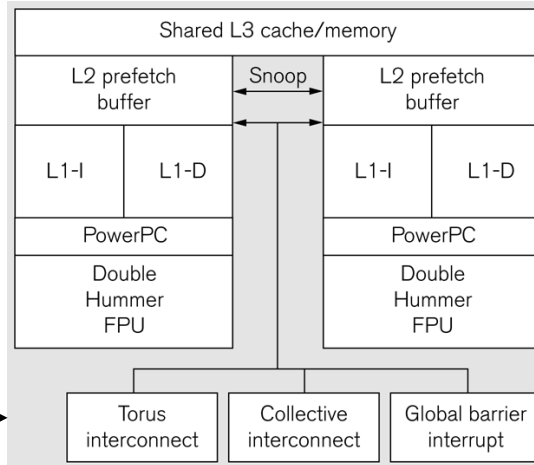 Shared L3 cache/memory
L2 prefetch
buffer
Snoop
L2 prefetch
buffer
L1-I
L1-D
L1-I
L1-D
PowerPC
PowerPC
Double
Hummer
FPU
Double
Hummer
FPU
Torus
interconnect
Collective
interconnect
Global barrier
interrupt